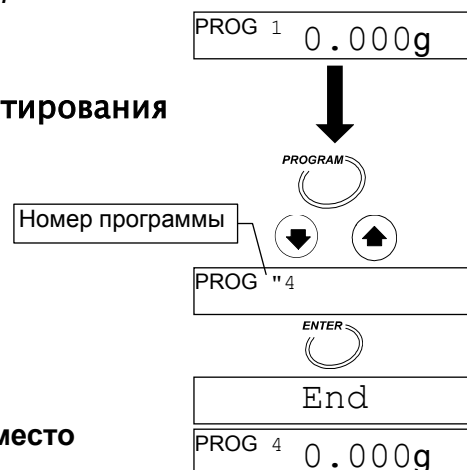 PROG 1 0.000g
тирования
PROGRAM
Номер программы
PROG "4
ENTER
End
место
PROG 4 0.000g